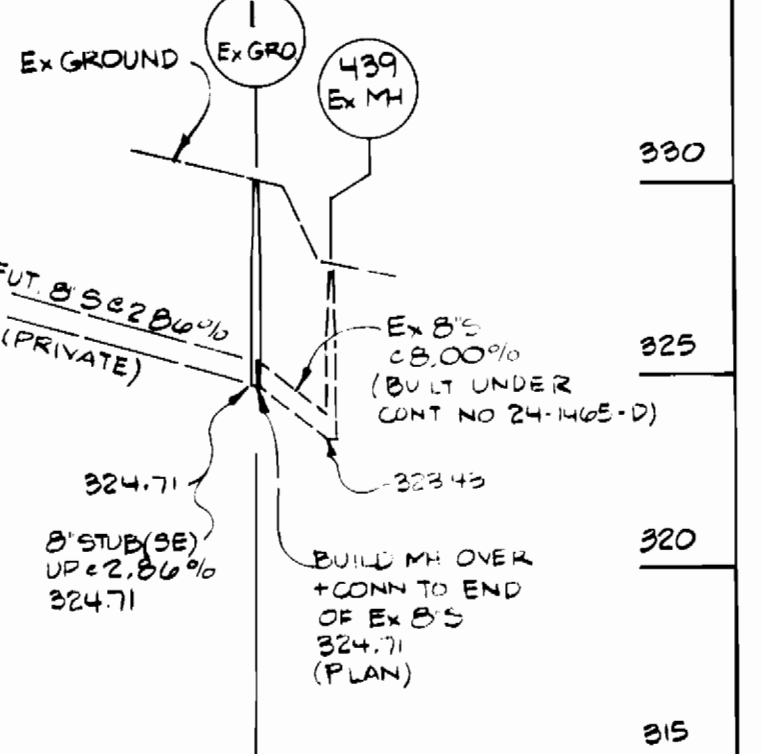 1
Ex GRD.
439
Ex MH
Ex GROUND
330
FUT. 8"S @ 2.86%
(PRIVATE)
Ex 8"S
@ 8.00%
(BUILT UNDER
CONT NO 24-1465-D)
325
324.71
323.43
8" STUB (SE)
UP @ 2.86%
324.71
BUILD MH OVER
+ CONN TO END
OF Ex 8"S
324.71
(PLAN)
320
315